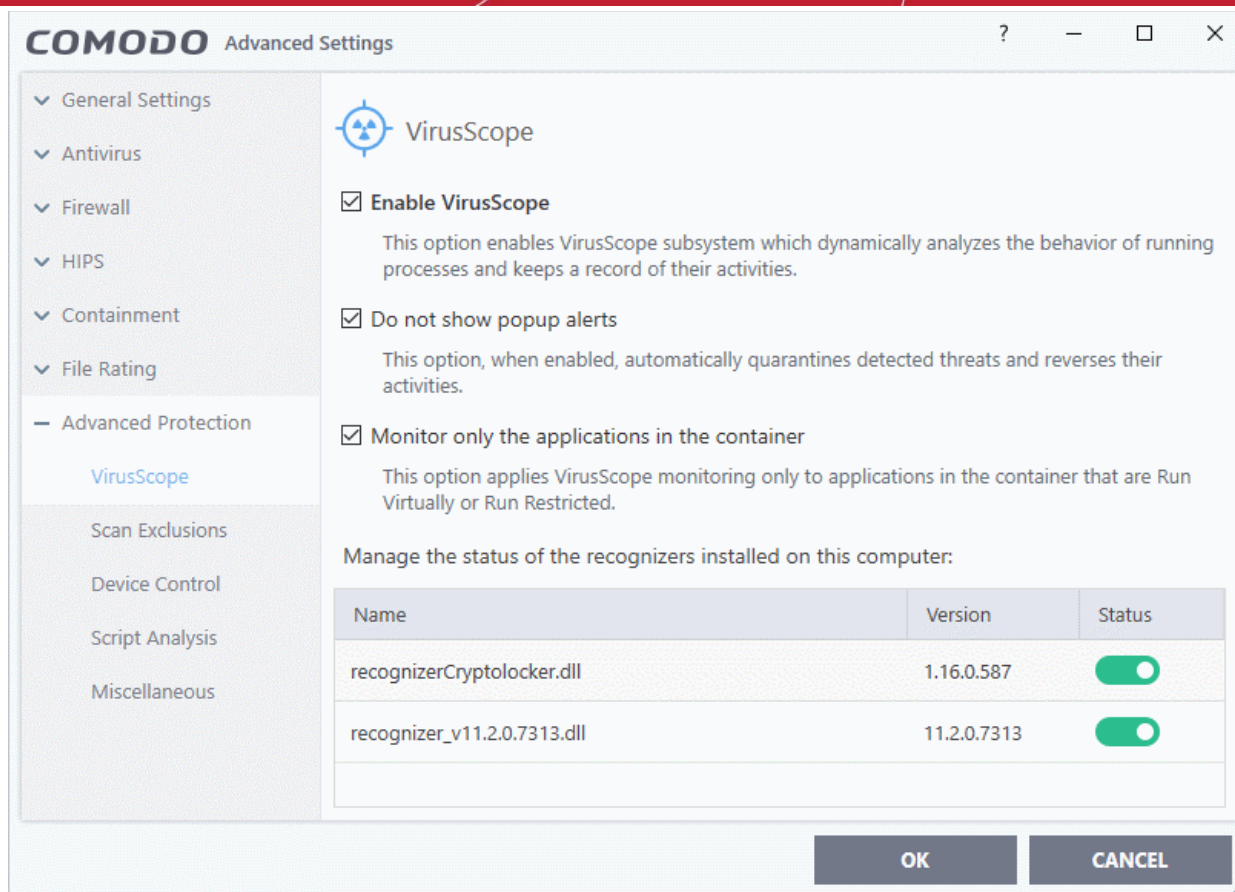 COMODO Advanced Settings
?
General Settings
Antivirus
Firewall
HIPS
Containment
File Rating
Advanced Protection
VirusScope
Scan Exclusions
Device Control
Script Analysis
Miscellaneous
VirusScope
Enable VirusScope
This option enables VirusScope subsystem which dynamically analyzes the behavior of running
processes and keeps a record of their activities.
Do not show popup alerts
This option, when enabled, automatically quarantines detected threats and reverses their
activities.
Monitor only the applications in the container
This option applies VirusScope monitoring only to applications in the container that are Run
Virtually or Run Restricted.
Manage the status of the recognizers installed on this computer:
Name Version Status
recognizerCryptolocker.dll 1.16.0.587
recognizer_v11.2.0.7313.dll 11.2.0.7313
OK CANCEL